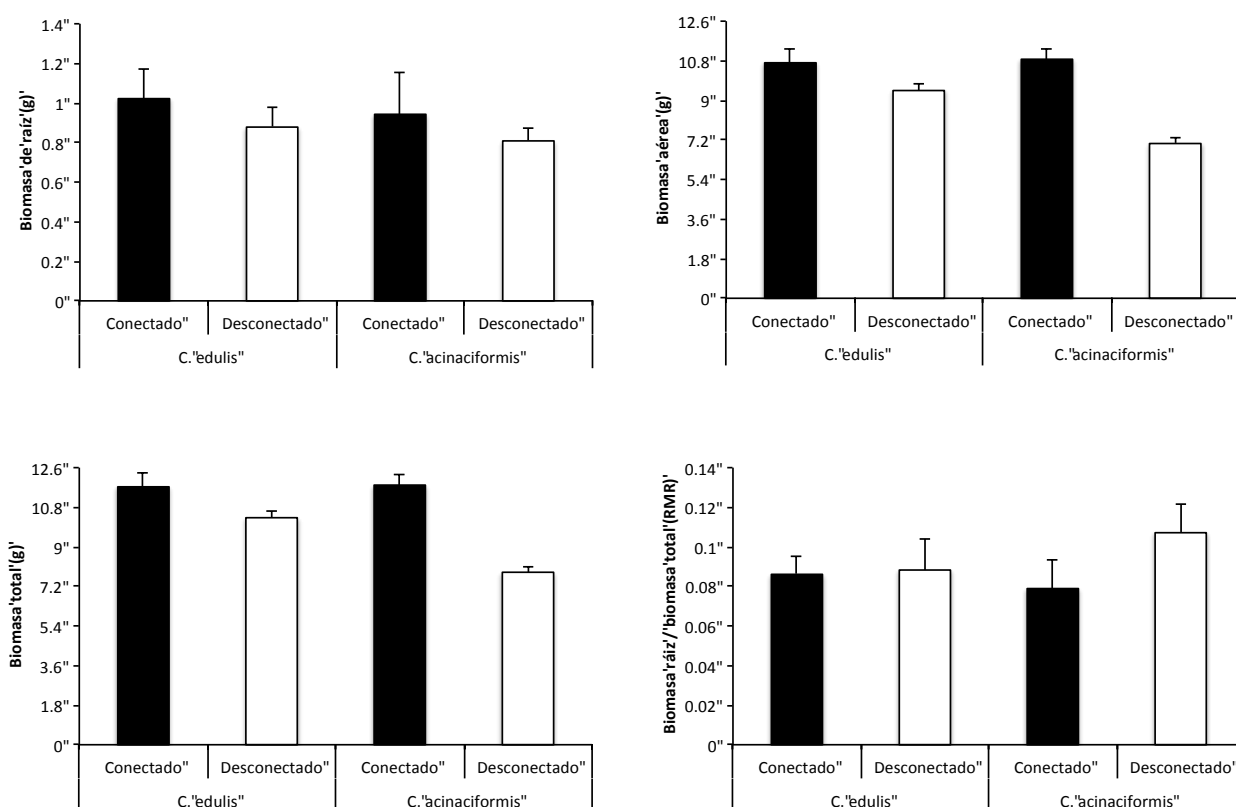 Biomasa'de'raíz'(g)'
1.4"
1.2"
1"
0.8"
0.6"
0.4"
0.2"
0"
Conectado" Desconectado" Conectado" Desconectado"
C."edulis" C."acinaciformis"
Biomasa'aérea'(g)'
12.6"
10.8"
9"
7.2"
5.4"
3.6"
1.8"
0"
Conectado" Desconectado" Conectado" Desconectado"
C."edulis" C."acinaciformis"
Biomasa'total'(g)'
12.6"
10.8"
9"
7.2"
5.4"
3.6"
1.8"
0"
Conectado" Desconectado" Conectado" Desconectado"
C."edulis" C."acinaciformis"
Biomasa'ráiz'/'biomasa'total'(RMR)'
0.14"
0.12"
0.1"
0.08"
0.06"
0.04"
0.02"
0"
Conectado" Desconectado" Conectado" Desconectado"
C."edulis" C."acinaciformis"